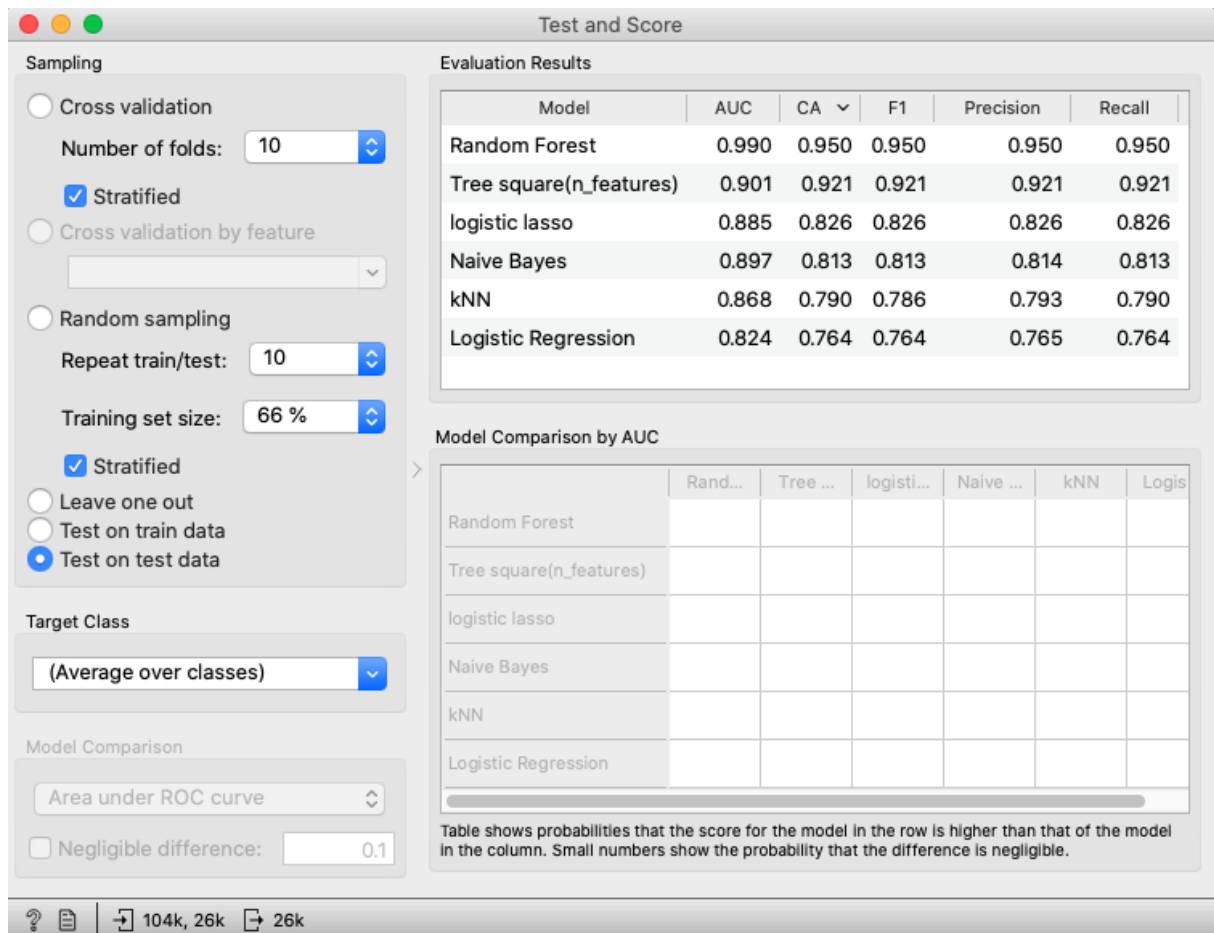 Test and Score
Sampling
Cross validation
Number of folds: 10
Stratified
Cross validation by feature
Random sampling
Repeat train/test: 10
Training set size: 66 %
Stratified
Leave one out
Test on train data
Test on test data
Target Class
(Average over classes)
Model Comparison
Area under ROC curve
Negligible difference: 0.1
Evaluation Results
Model AUC CA F1 Precision Recall
Random Forest 0.990 0.950 0.950 0.950 0.950
Tree square(n_features) 0.901 0.921 0.921 0.921 0.921
logistic lasso 0.885 0.826 0.826 0.826 0.826
Naive Bayes 0.897 0.813 0.813 0.814 0.813
kNN 0.868 0.790 0.786 0.793 0.790
Logistic Regression 0.824 0.764 0.764 0.765 0.764
Model Comparison by AUC
Rand... Tree ... logisti... Naive ... kNN Logis
Random Forest
Tree square(n_features)
logistic lasso
Naive Bayes
kNN
Logistic Regression
Table shows probabilities that the score for the model in the row is higher than that of the model
in the column. Small numbers show the probability that the difference is negligible.
? 104k, 26k 26k